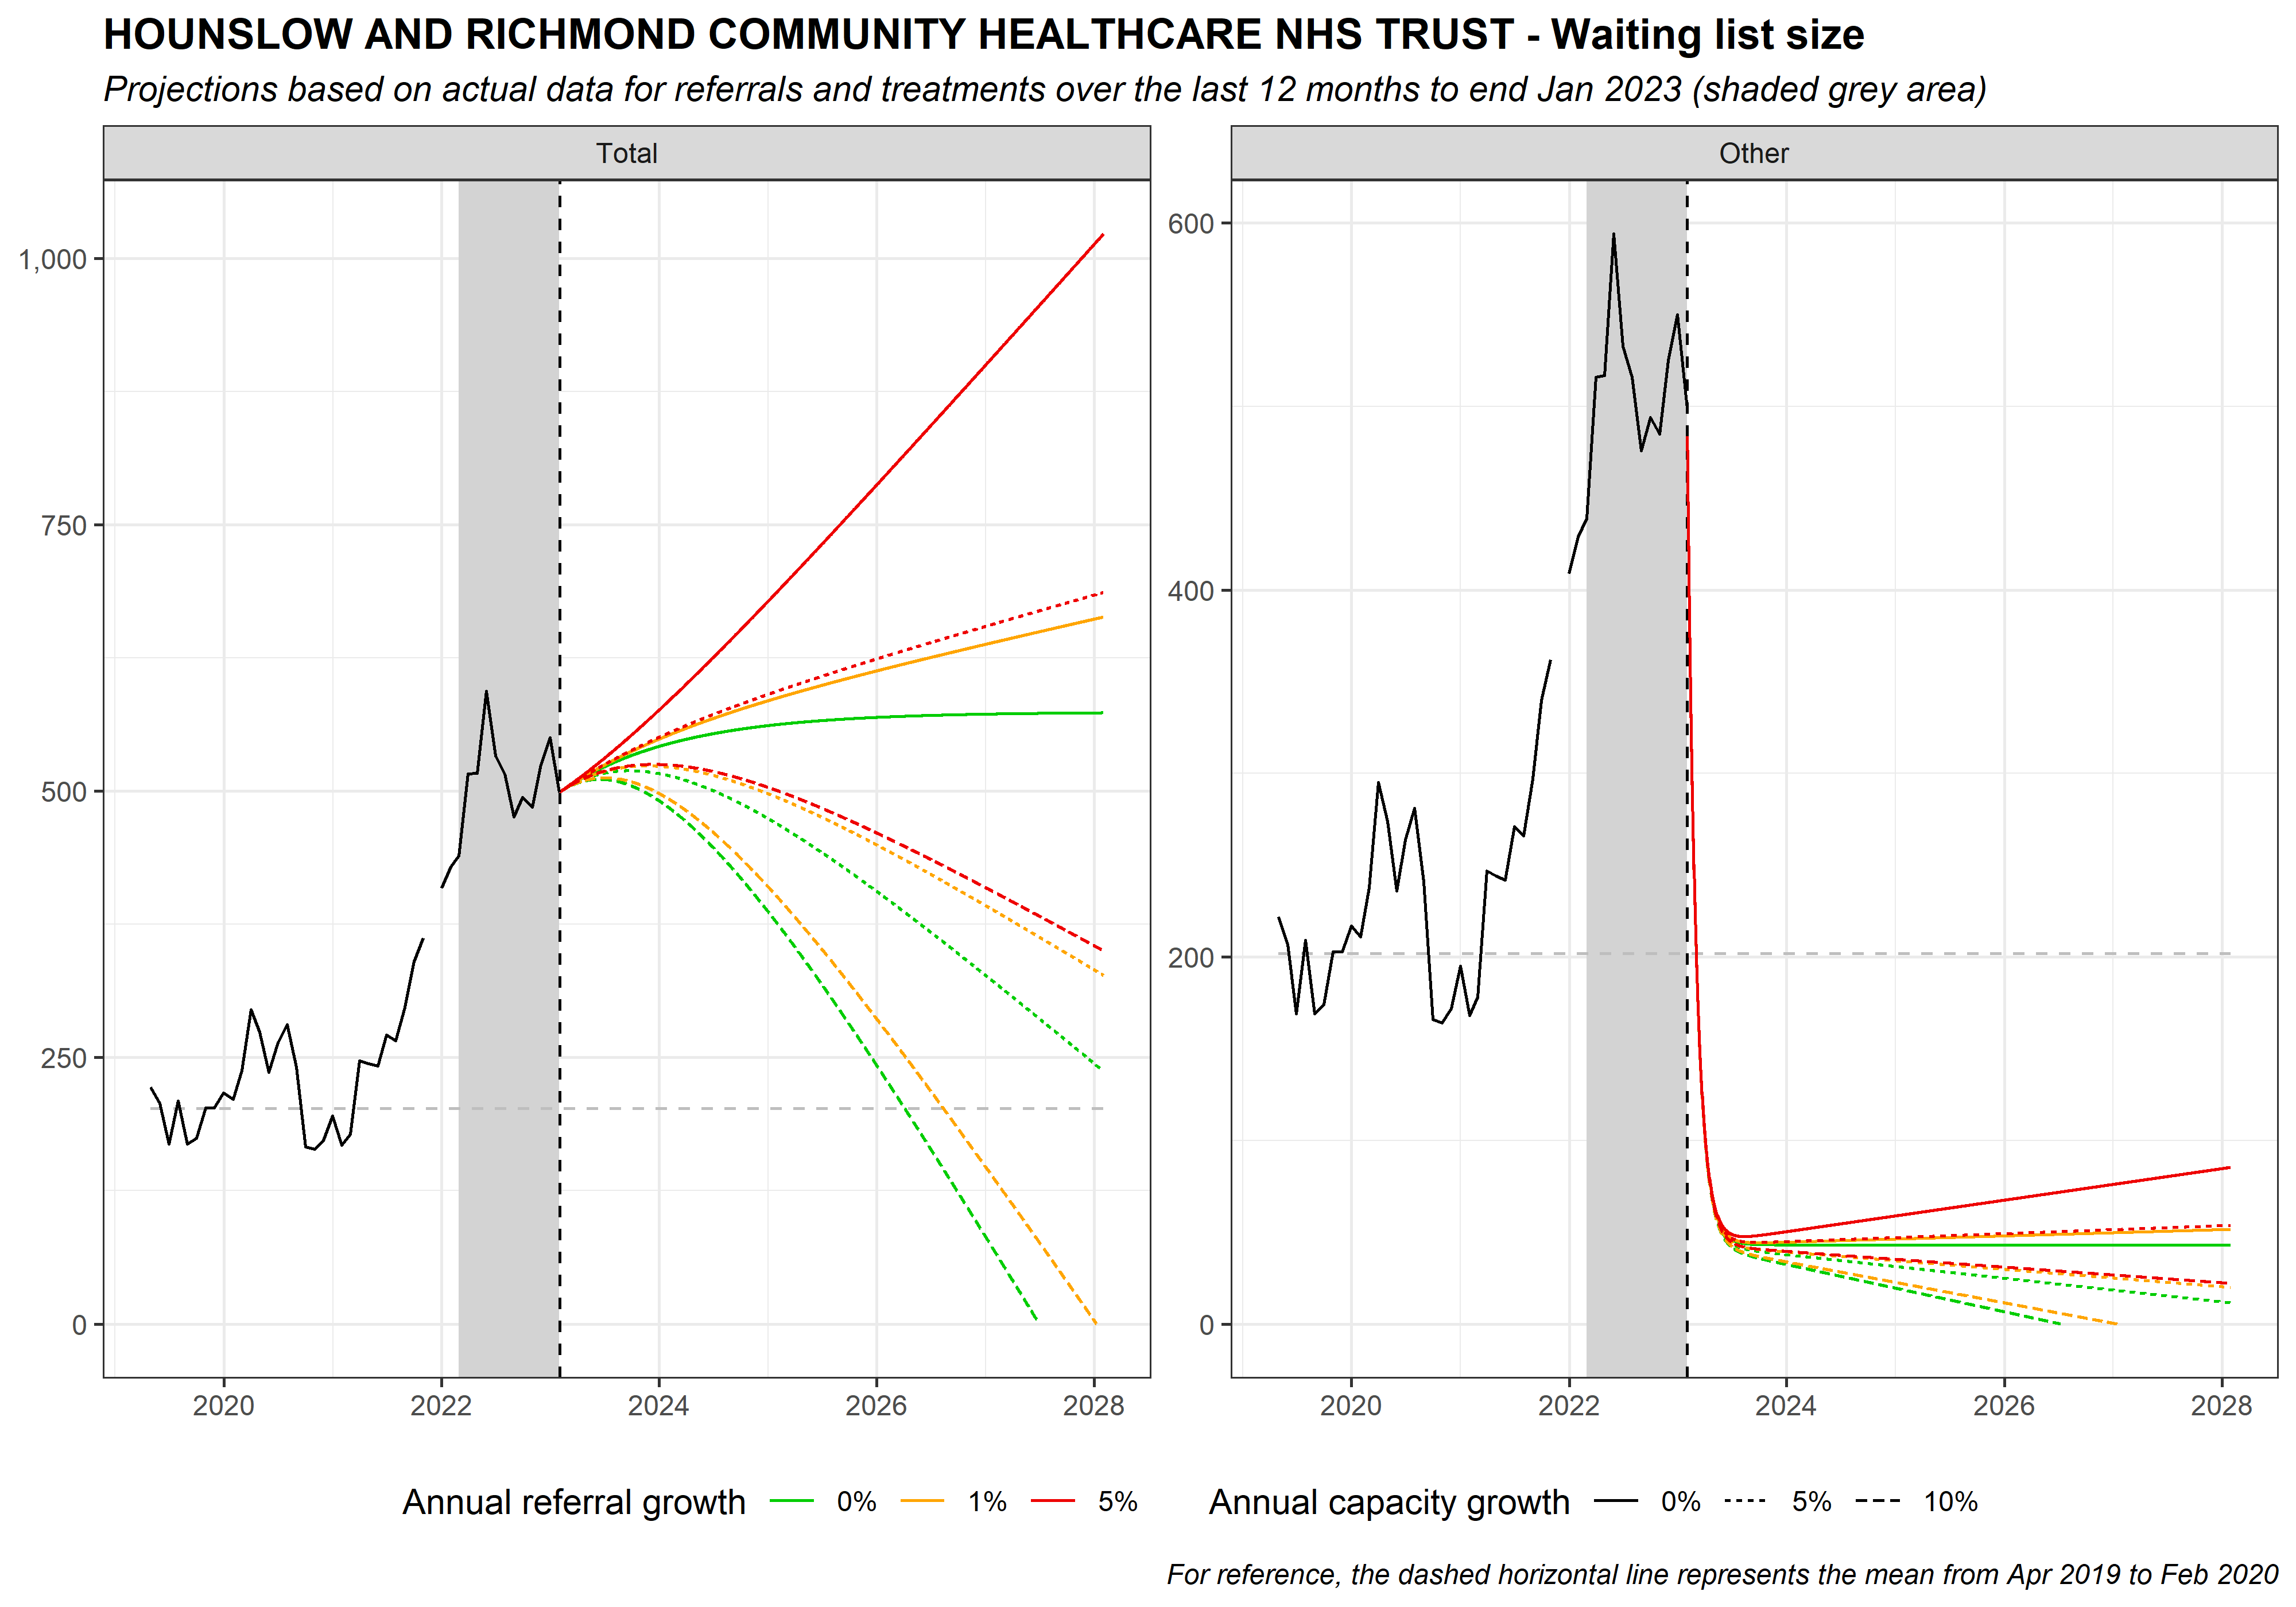 HOUNSLOW AND RICHMOND COMMUNITY HEALTHCARE NHS TRUST - Waiting list size
Projections based on actual data for referrals and treatments over the last 12 months to end Jan 2023 (shaded grey area)
Total
Other
1,000
750
500
250
0
600
400
200
0
2020 2022 2024 2026 2028
2020 2022 2024 2026 2028
Annual referral growth 0% 1% 5%
Annual capacity growth 0% 5% 10%
For reference, the dashed horizontal line represents the mean from Apr 2019 to Feb 2020